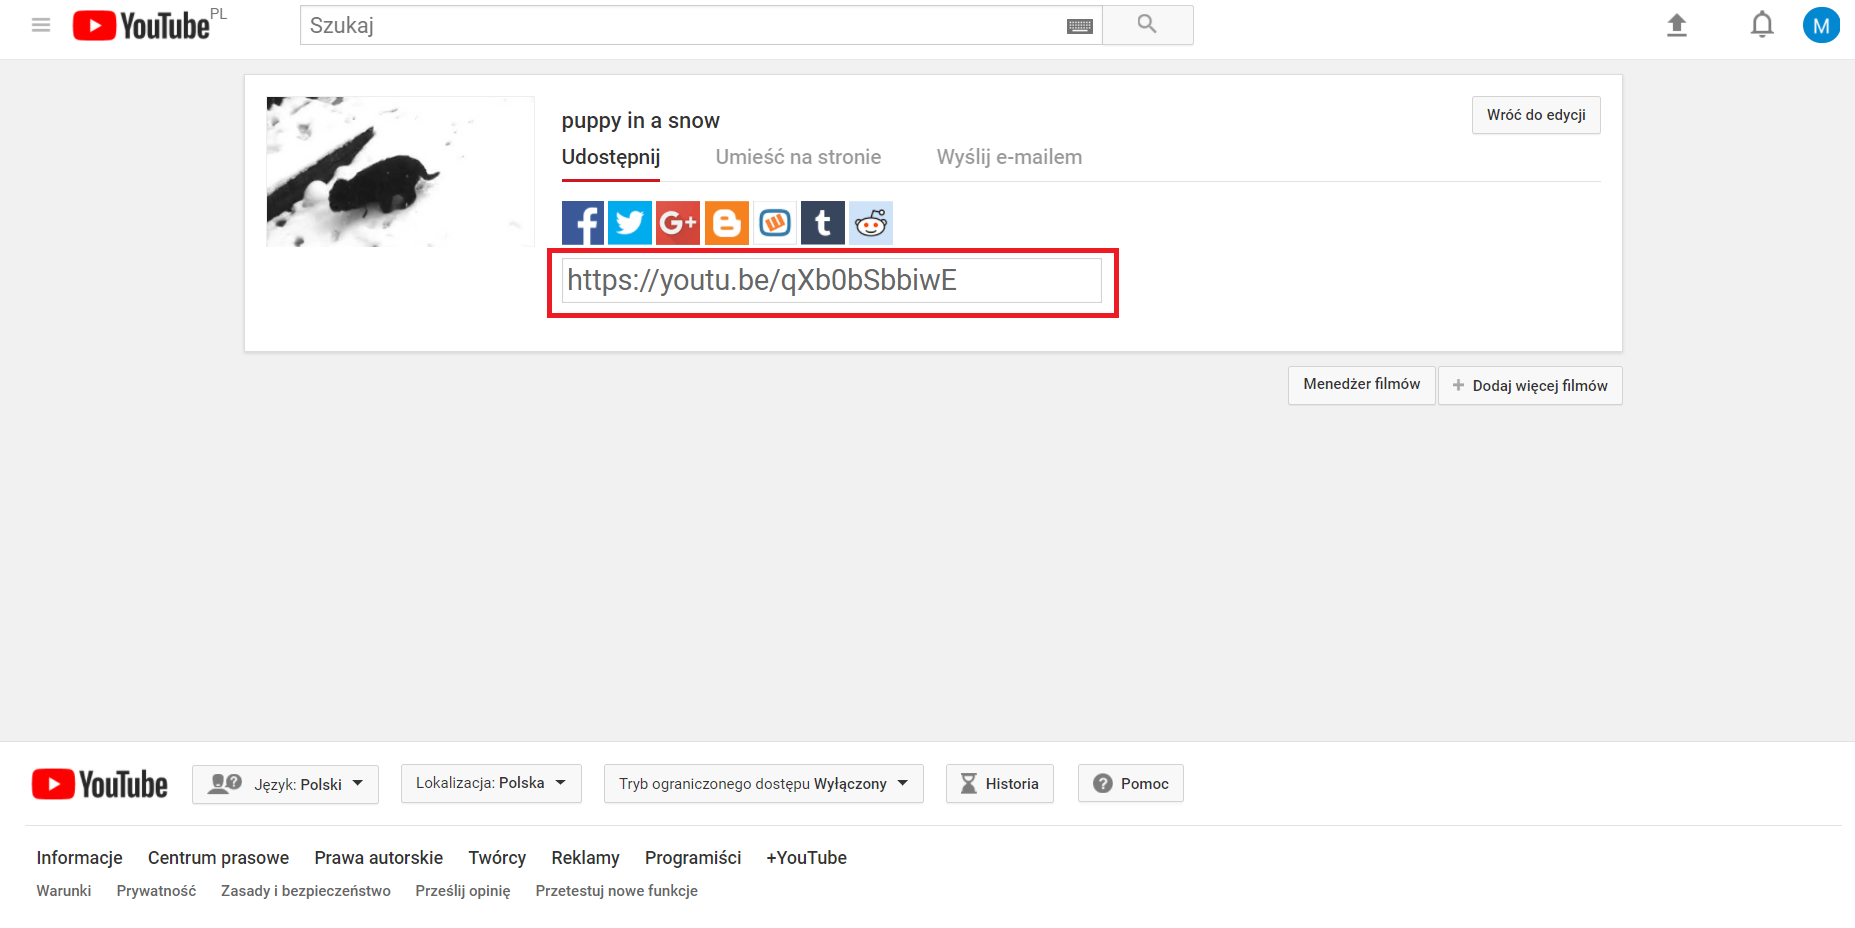 YouTube PL
Szukaj
M
puppy in a snow
Wróć do edycji
Udostępnij Umieść na stronie Wyślij e-mailem
f G+ B t
https://youtu.be/qXb0bSbbiwE
Menedżer filmów + Dodaj więcej filmów
YouTube Język: Polski Lokalizacja: Polska Tryb ograniczonego dostępu Wyłączony Historia ? Pomoc
Informacje Centrum prasowe Prawa autorskie Twórcy Reklamy Programiści +YouTube
Warunki Prywatność Zasady i bezpieczeństwo Prześlij opinię Przetestuj nowe funkcje